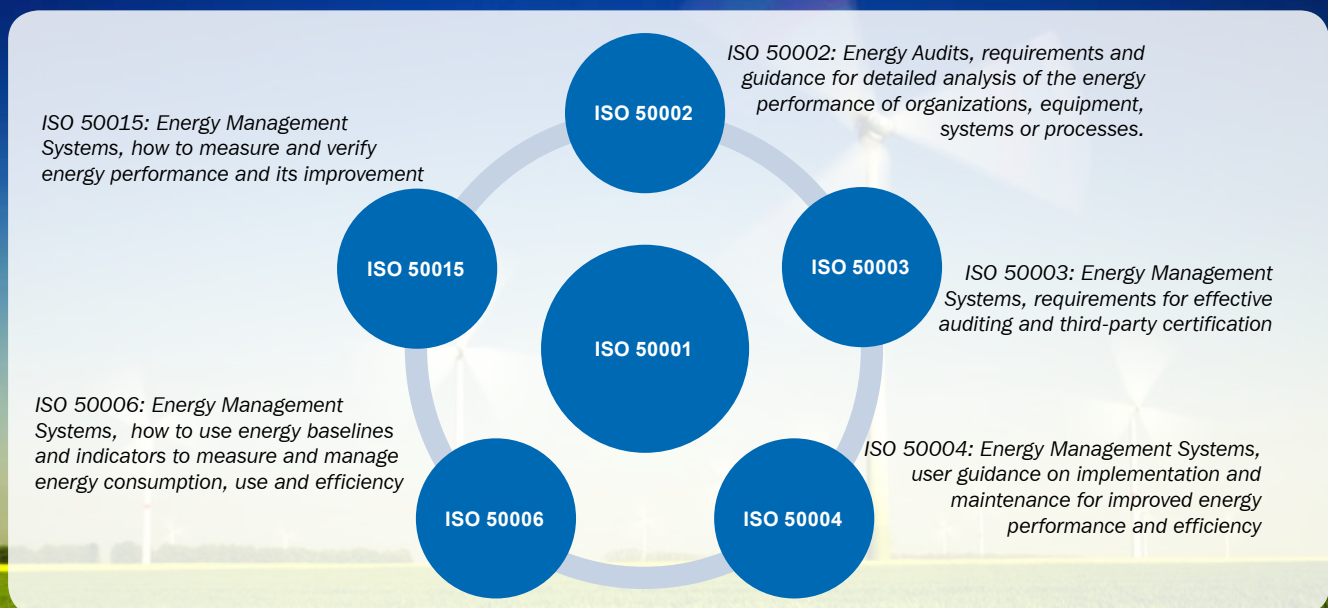 ISO 50002: Energy Audits, requirements and
guidance for detailed analysis of the energy
performance of organizations, equipment,
systems or processes.
ISO 50002
ISO 50015: Energy Management
Systems, how to measure and verify
energy performance and its improvement
ISO 50015
ISO 50003
ISO 50003: Energy Management
Systems, requirements for effective
auditing and third-party certification
ISO 50001
ISO 50006: Energy Management
Systems,  how to use energy baselines
and indicators to measure and manage
energy consumption, use and efficiency
ISO 50006
ISO 50004
ISO 50004: Energy Management Systems,
user guidance on implementation and
maintenance for improved energy
performance and efficiency